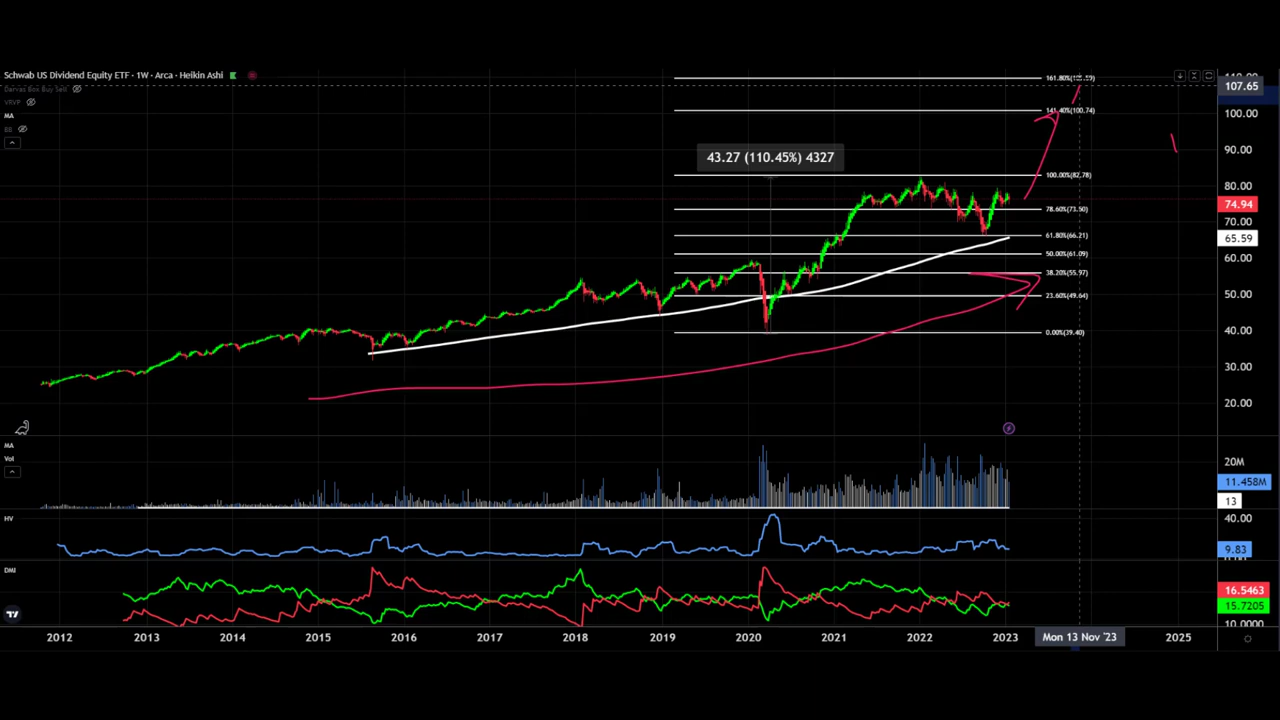 Schwab US Dividend Equity ETF · 1W · Arca · Heikin Ashi
Darvas Box Buy Sell
VRVP
MA
BB
43.27 (110.45%) 4327
141.40%(100.74)
100.00%(82.78)
78.60%(73.50)
61.80%(66.21)
50.00%(61.09)
38.20%(55.97)
23.60%(49.64)
0.00%(39.40)
107.65
100.00
90.00
80.00
74.94
70.00
65.59
60.00
50.00
40.00
30.00
20.00
MA
Vol
20M
11.458M
13
HV
40.00
9.83
DMI
16.5463
15.7205
10.0000
2012 2013 2014 2015 2016 2017 2018 2019 2020 2021 2022 2023 Mon 13 Nov '23 2025